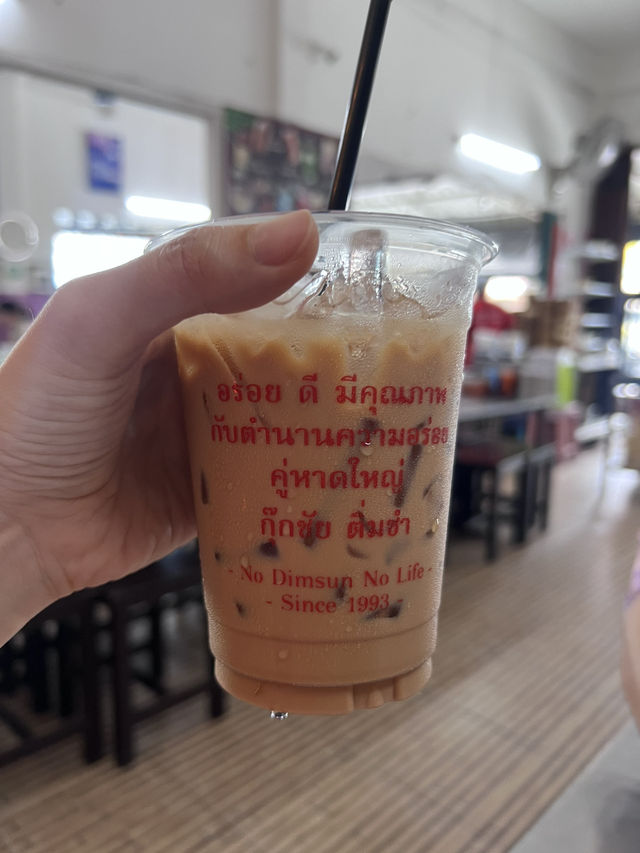 อร่อย ดี มีคุณภาพ
กับตำนานความอร่อย
คู่หาดใหญ่
กุ๊กชัย ติ่มซำ
- No Dimsun No Life -
- Since 1993